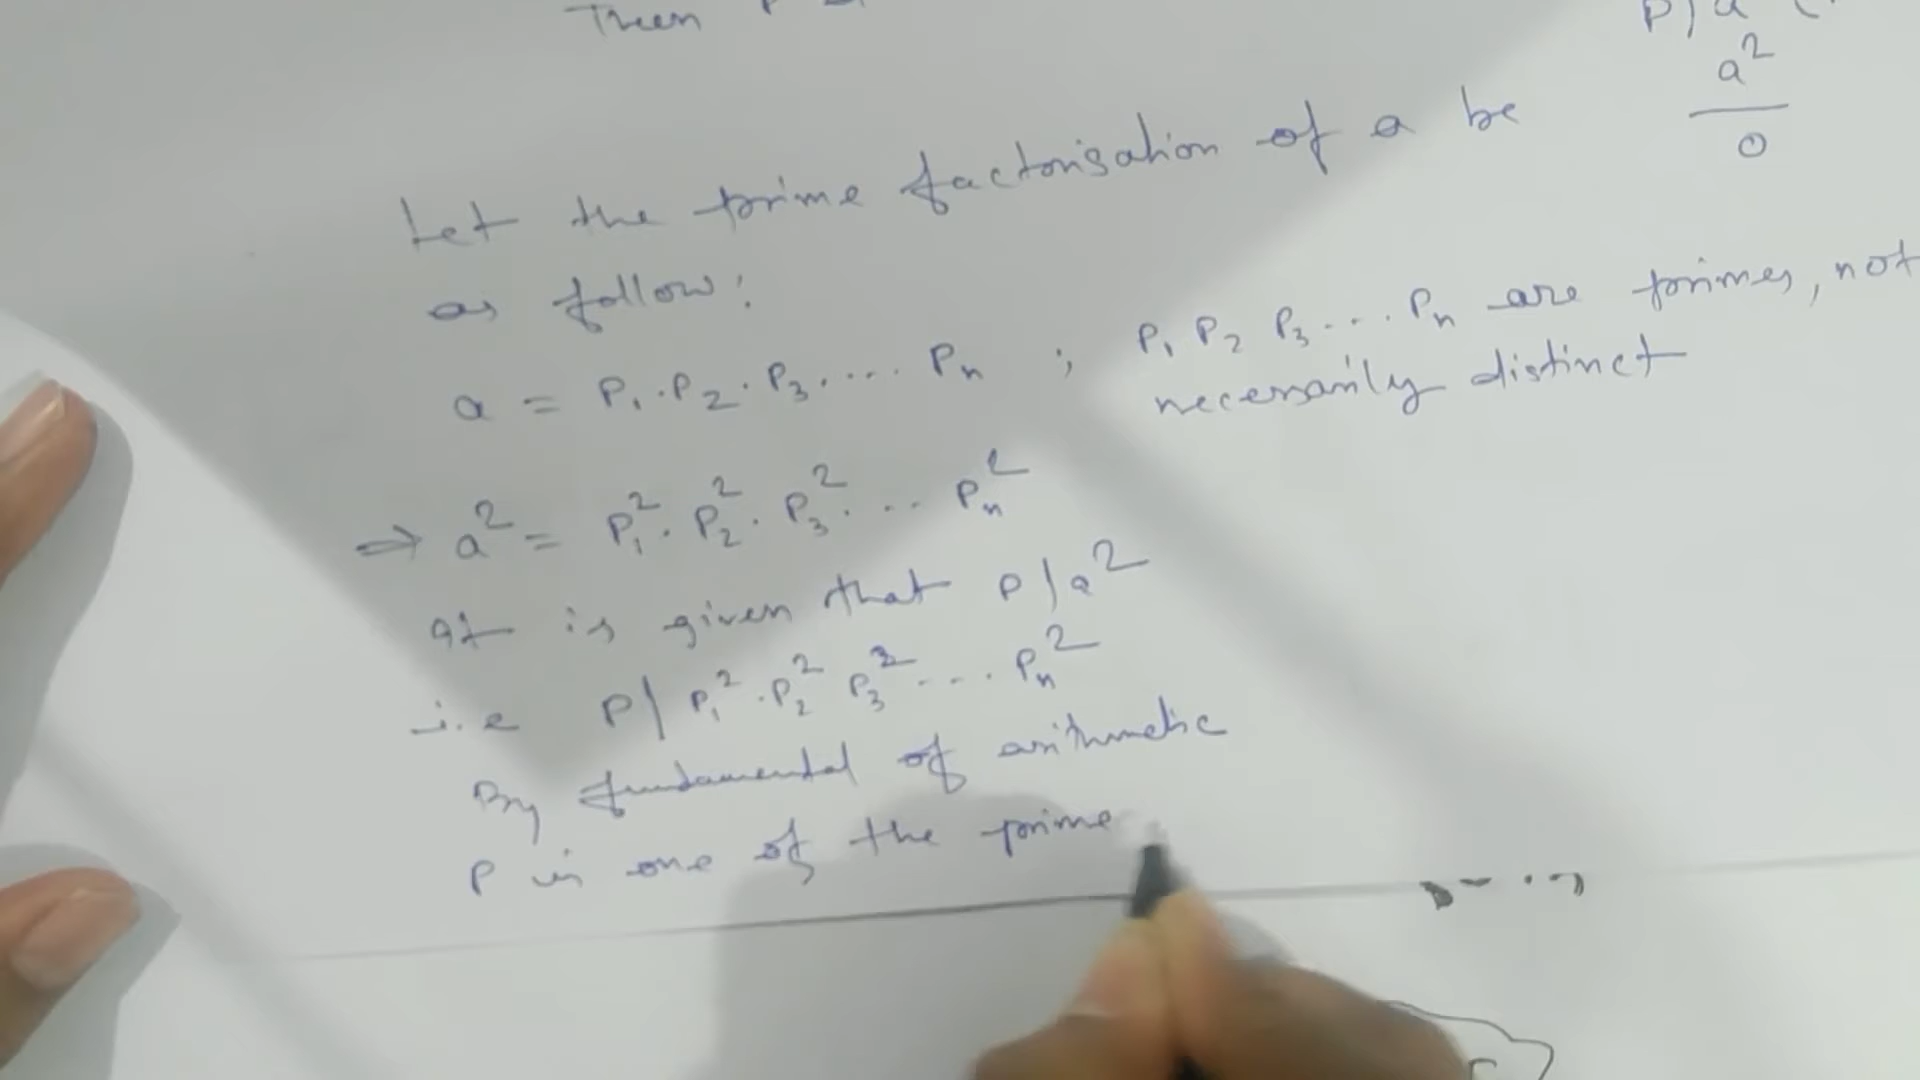 Then P
P/a
a²
0
Let the prime factorisation of a be
as follow:
a = P₁.P₂.P₃.... Pₙ ; P₁ P₂ P₃.... Pₙ are primes, not
necessarily distinct
⇒ a² = P₁².P₂².P₃²... Pₙ²
It is given that P/a²
i.e P/P₁².P₂² P₃²....Pₙ²
By fundamental of arithmetic
P is one of the prime